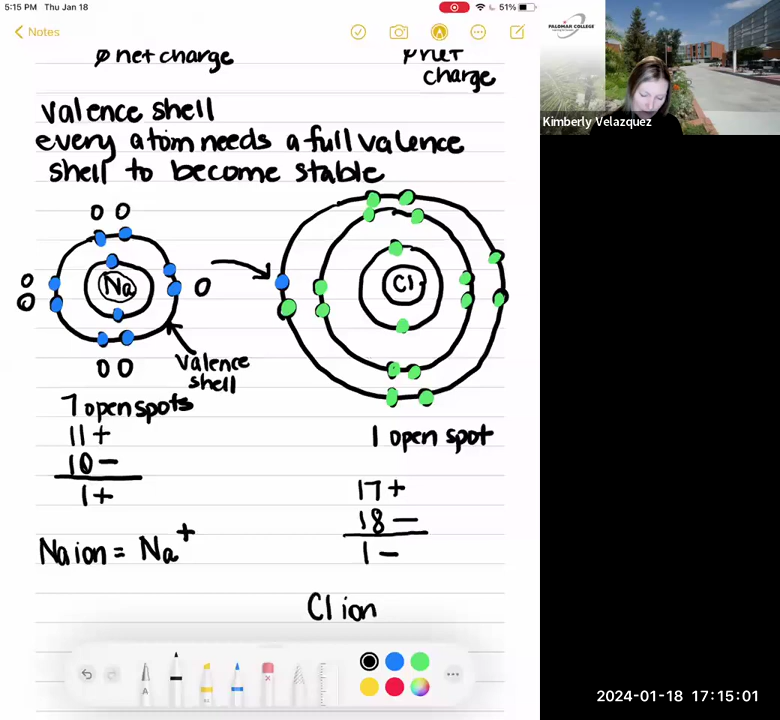 5:15 PM Thu Jan 18
51%
Notes
PALOMAR COLLEGE
Kimberly Velazquez
Ø net charge
Ø net
charge
valence shell
every atom needs a full valence
shell to become stable
Na
Cl
valence
shell
7 open spots
11+
10-
1+
1 open spot
17+
18-
1-
Na ion = Na+
Cl ion
A
2024-01-18 17:15:01